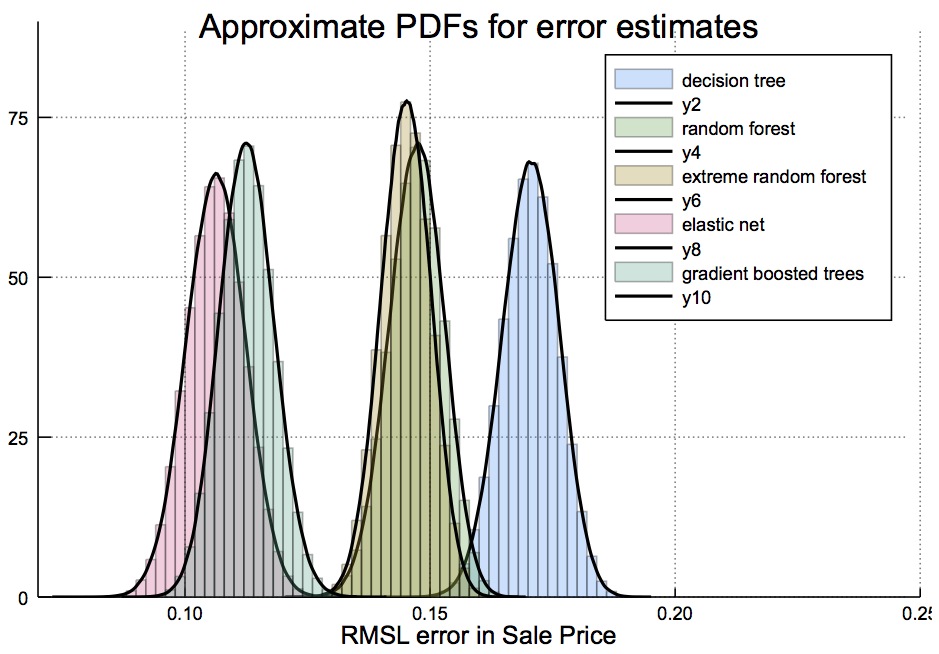 Approximate PDFs for error estimates
decision tree
y2
random forest
y4
extreme random forest
y6
elastic net
y8
gradient boosted trees
y10
75
50
25
0
0.10 0.15 0.20 0.25
RMSL error in Sale Price